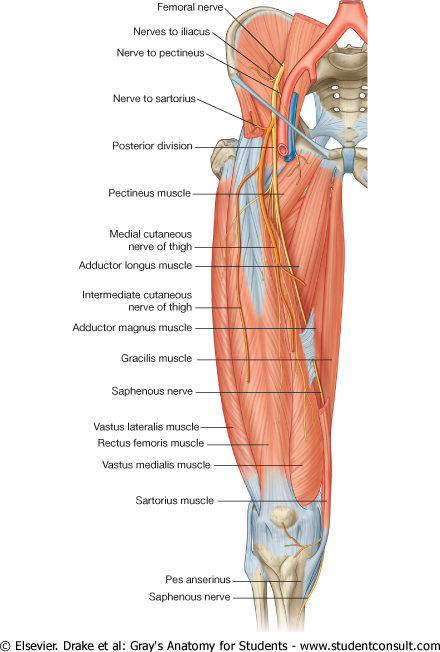 Femoral nerve
Nerves to iliacus
Nerve to pectineus
Nerve to sartorius
Posterior division
Pectineus muscle
Medial cutaneous
nerve of thigh
Adductor longus muscle
Intermediate cutaneous
nerve of thigh
Adductor magnus muscle
Gracilis muscle
Saphenous nerve
Vastus lateralis muscle
Rectus femoris muscle
Vastus medialis muscle
Sartorius muscle
Pes anserinus
Saphenous nerve
© Elsevier. Drake et al: Gray's Anatomy for Students - www.studentconsult.com